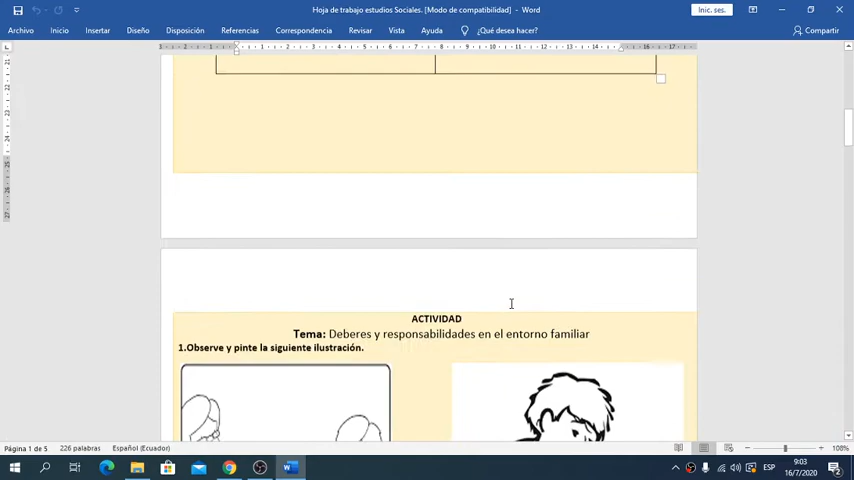 Hoja de trabajo estudios Sociales. [Modo de compatibilidad] - Word
Inic. ses.
Archivo Inicio Insertar Diseño Disposición Referencias Correspondencia Revisar Vista Ayuda ¿Qué desea hacer? Compartir
ACTIVIDAD
Tema: Deberes y responsabilidades en el entorno familiar
1.Observe y pinte la siguiente ilustración.
Página 1 de 5 226 palabras Español (Ecuador) 108%
ESP 9:03
16/7/2020